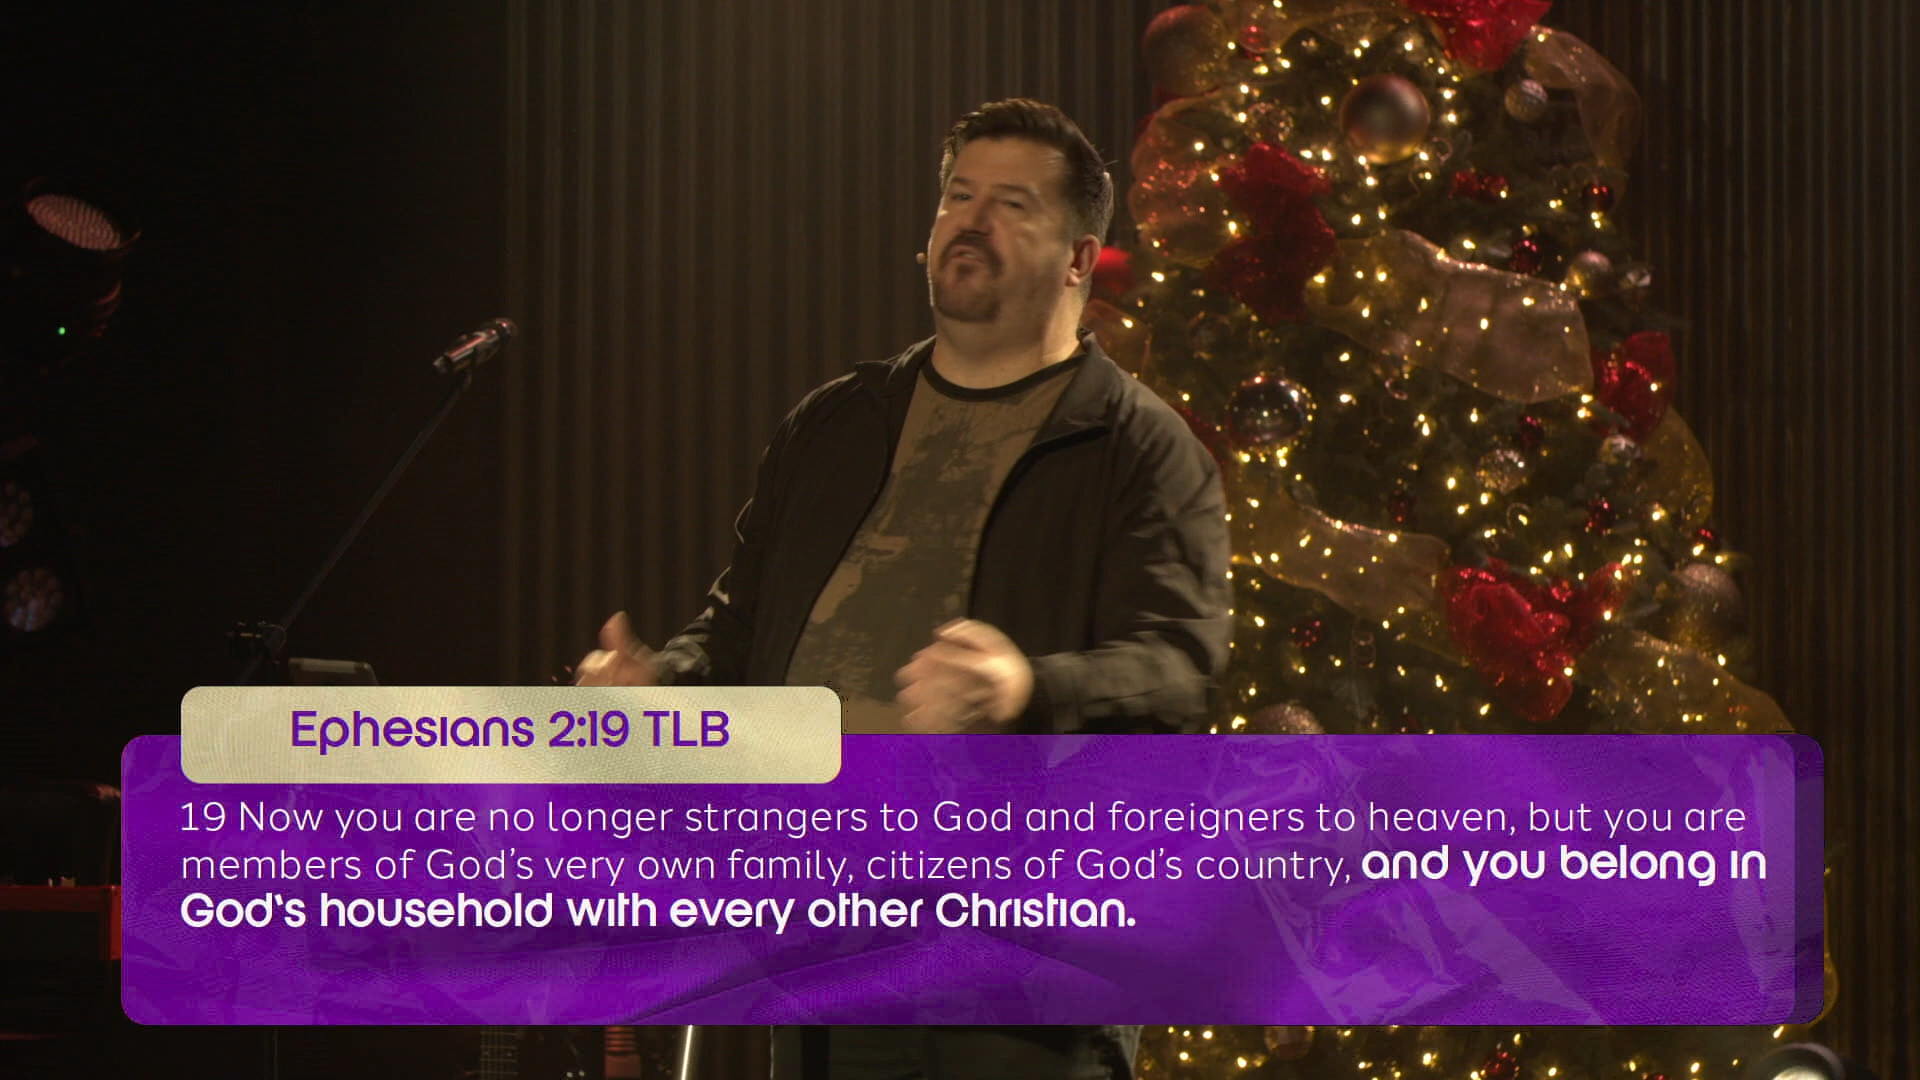 Ephesians 2:19 TLB
19 Now you are no longer strangers to God and foreigners to heaven, but you are
members of God’s very own family, citizens of God’s country, and you belong in
God‘s household with every other Christian.